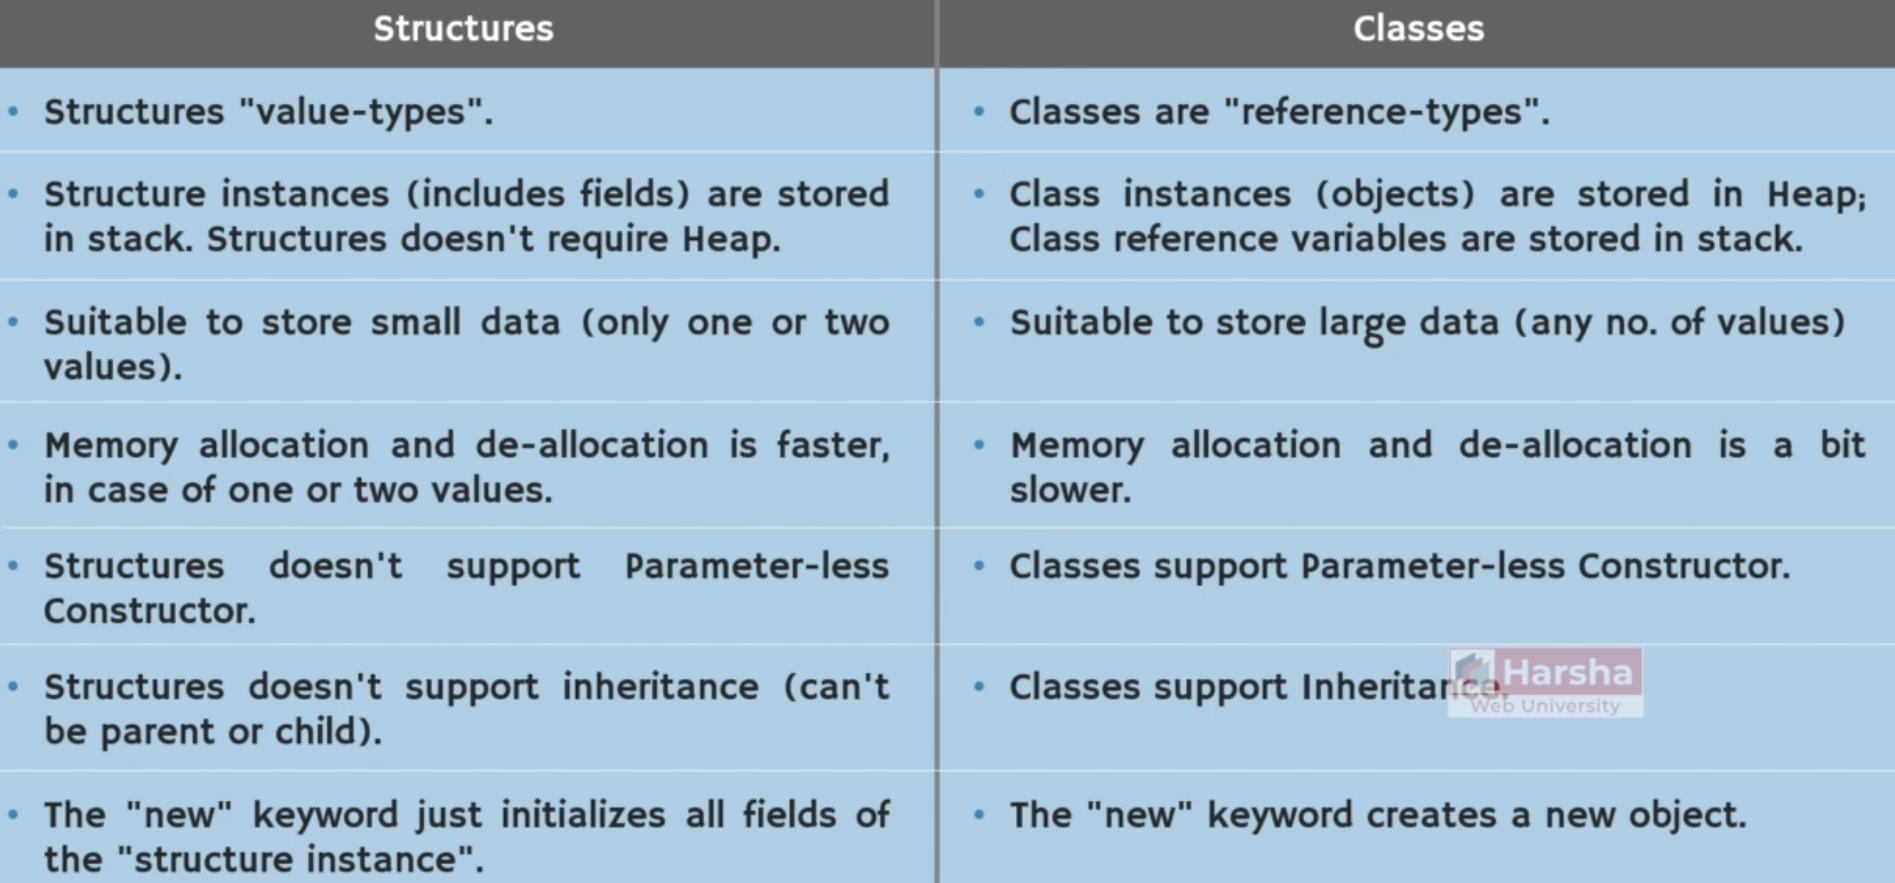 Structures
Classes
• Structures "value-types".
• Classes are "reference-types".
• Structure instances (includes fields) are stored
in stack. Structures doesn't require Heap.
• Class instances (objects) are stored in Heap;
Class reference variables are stored in stack.
• Suitable to store small data (only one or two
values).
• Suitable to store large data (any no. of values)
• Memory allocation and de-allocation is faster,
in case of one or two values.
• Memory allocation and de-allocation is a bit
slower.
• Structures doesn't support Parameter-less
Constructor.
• Classes support Parameter-less Constructor.
• Structures doesn't support inheritance (can't
be parent or child).
• Classes support Inheritance.
Harsha
Web University
• The "new" keyword just initializes all fields of
the "structure instance".
• The "new" keyword creates a new object.